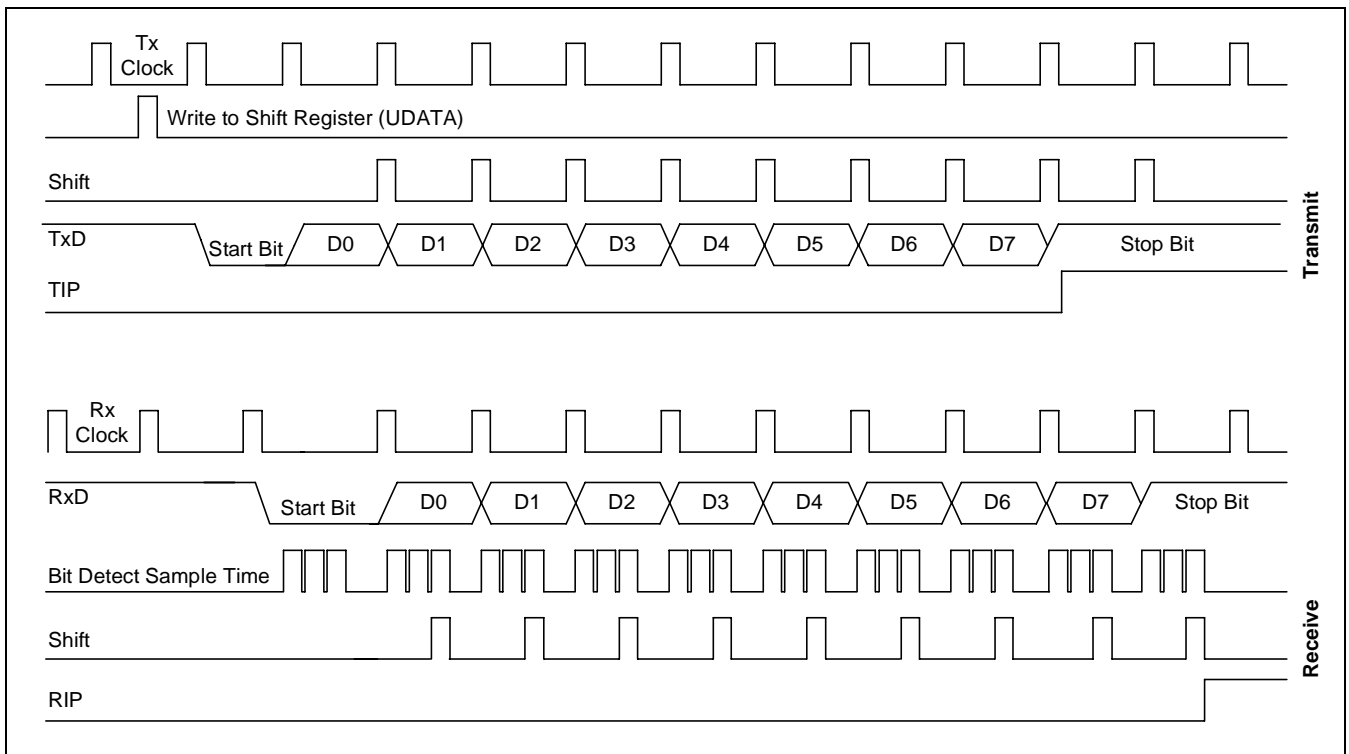 Tx
Clock
Write to Shift Register (UDATA)
Shift
TxD
Start Bit D0 D1 D2 D3 D4 D5 D6 D7 Stop Bit
TIP
Transmit
Rx
Clock
RxD
Start Bit D0 D1 D2 D3 D4 D5 D6 D7 Stop Bit
Bit Detect Sample Time
Shift
RIP
Receive